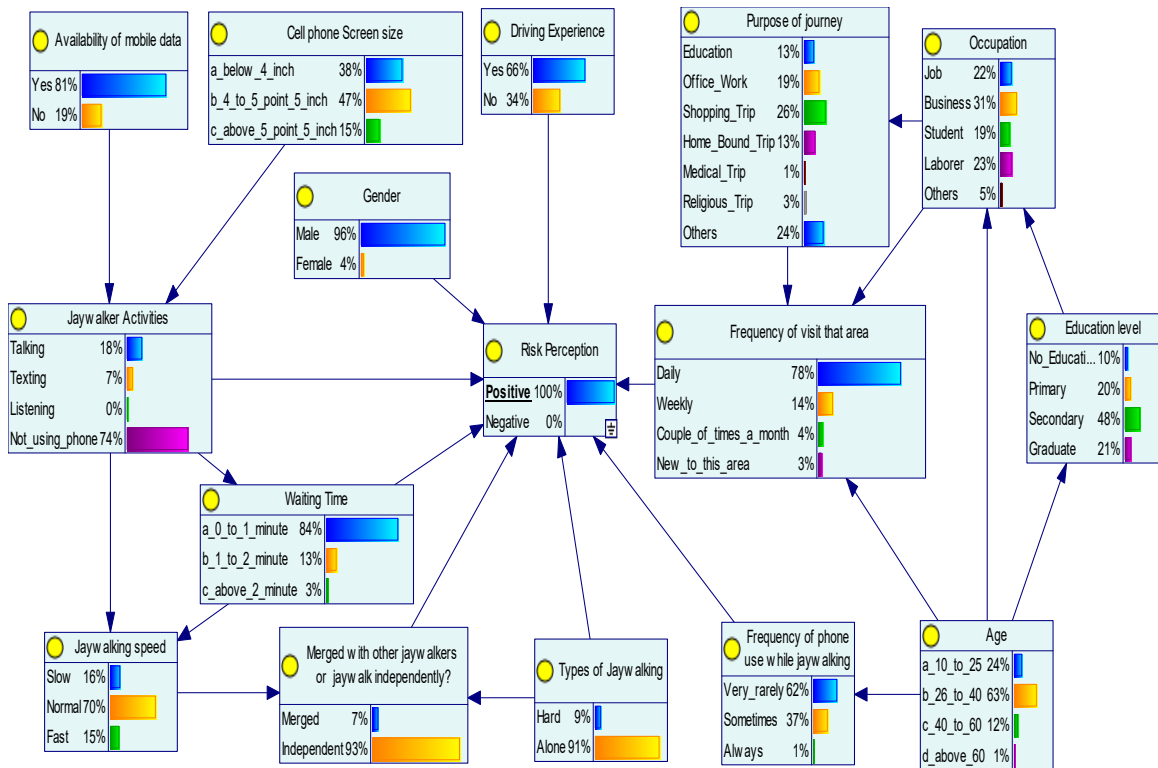 Availability of mobile data
Yes 81%
No 19%
Cell phone Screen size
a_below_4_inch 38%
b_4_to_5_point_5_inch 47%
c_above_5_point_5_inch 15%
Driving Experience
Yes 66%
No 34%
Purpose of journey
Education 13%
Office_Work 19%
Shopping_Trip 26%
Home_Bound_Trip 13%
Medical_Trip 1%
Religious_Trip 3%
Others 24%
Occupation
Job 22%
Business 31%
Student 19%
Laborer 23%
Others 5%
Gender
Male 96%
Female 4%
Jaywalker Activities
Talking 18%
Texting 7%
Listening 0%
Not_using_phone 74%
Risk Perception
Positive 100%
Negative 0%
Frequency of visit that area
Daily 78%
Weekly 14%
Couple_of_times_a_month 4%
New_to_this_area 3%
Education level
No_Educati... 10%
Primary 20%
Secondary 48%
Graduate 21%
Waiting Time
a_0_to_1_minute 84%
b_1_to_2_minute 13%
c_above_2_minute 3%
Jaywalking speed
Slow 16%
Normal 70%
Fast 15%
Merged with other jaywalkers
or jaywalk independently?
Merged 7%
Independent 93%
Types of Jaywalking
Hard 9%
Alone 91%
Frequency of phone
use while jaywalking
Very_rarely 62%
Sometimes 37%
Always 1%
Age
a_10_to_25 24%
b_26_to_40 63%
c_40_to_60 12%
d_above_60 1%